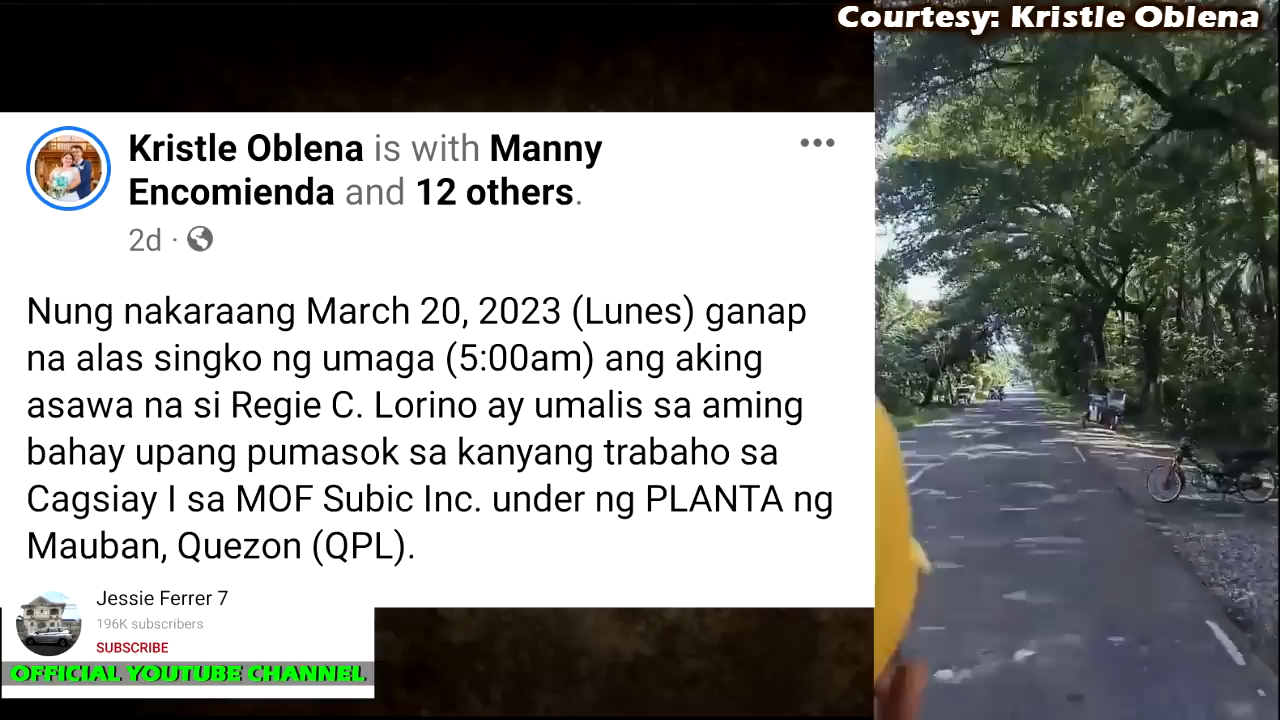 Courtesy: Kristle Oblena
Kristle Oblena is with Manny
Encomienda and 12 others.
2d ·
Nung nakaraang March 20, 2023 (Lunes) ganap
na alas singko ng umaga (5:00am) ang aking
asawa na si Regie C. Lorino ay umalis sa aming
bahay upang pumasok sa kanyang trabaho sa
Cagsiay I sa MOF Subic Inc. under ng PLANTA ng
Mauban, Quezon (QPL).
Jessie Ferrer 7
196K subscribers
SUBSCRIBE
OFFICIAL YOUTUBE CHANNEL